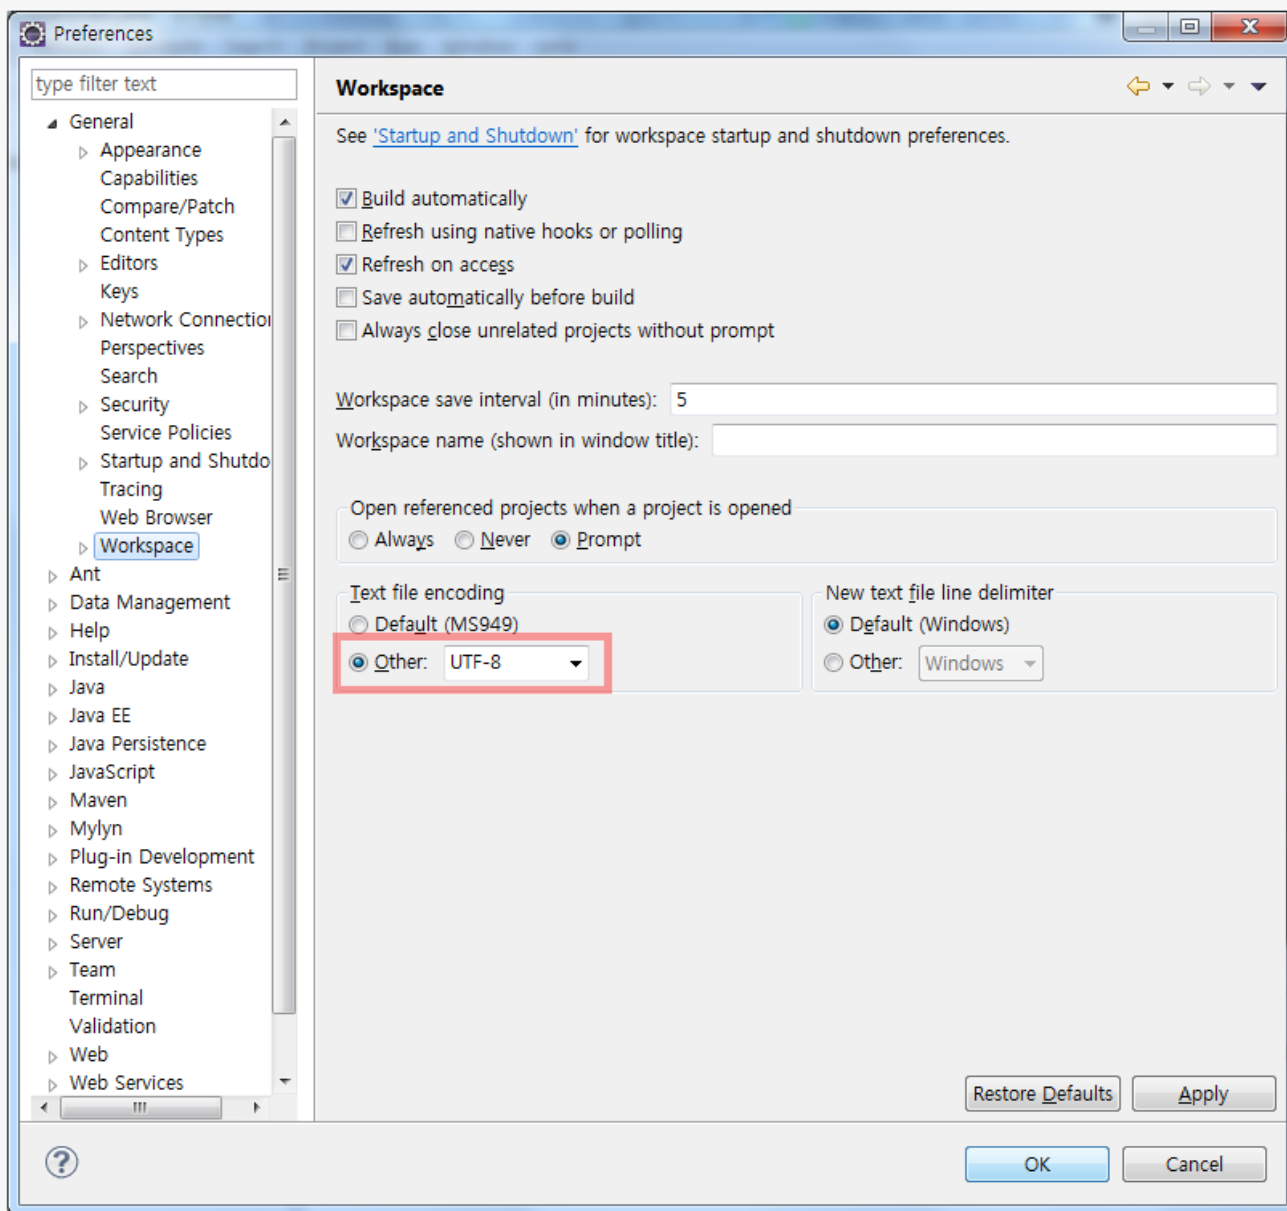 Preferences
type filter text
General
Appearance
Capabilities
Compare/Patch
Content Types
Editors
Keys
Network Connection
Perspectives
Search
Security
Service Policies
Startup and Shutdo
Tracing
Web Browser
Workspace
Ant
Data Management
Help
Install/Update
Java
Java EE
Java Persistence
JavaScript
Maven
Mylyn
Plug-in Development
Remote Systems
Run/Debug
Server
Team
Terminal
Validation
Web
Web Services
Workspace
See 'Startup and Shutdown' for workspace startup and shutdown preferences.
Build automatically
Refresh using native hooks or polling
Refresh on access
Save automatically before build
Always close unrelated projects without prompt
Workspace save interval (in minutes): 5
Workspace name (shown in window title):
Open referenced projects when a project is opened
Always Never Prompt
Text file encoding
Default (MS949)
Other: UTF-8
New text file line delimiter
Default (Windows)
Other: Windows
Restore Defaults Apply
OK Cancel